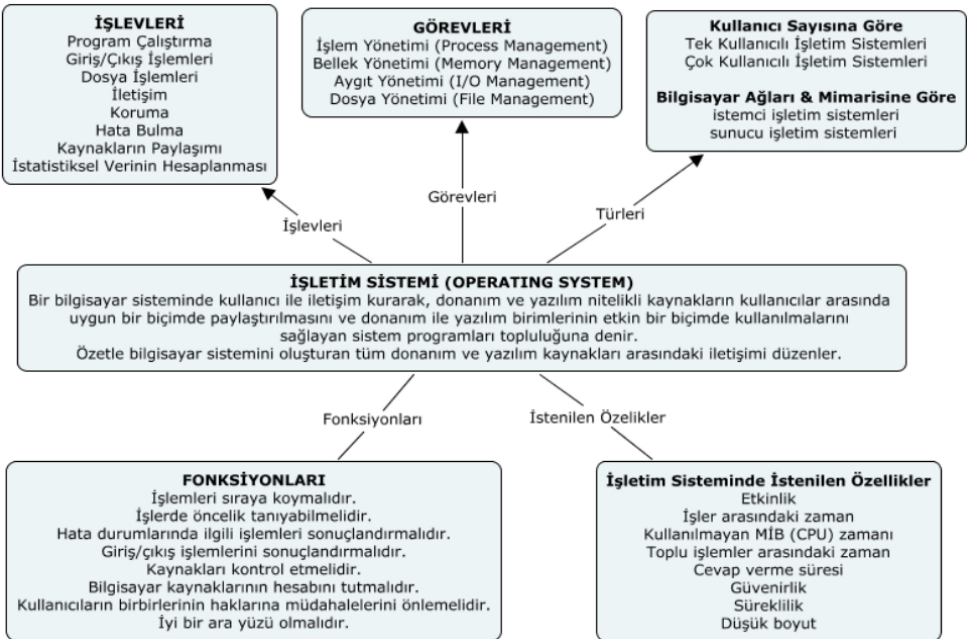 İŞLEVLERİ
Program Çalıştırma
Giriş/Çıkış İşlemleri
Dosya İşlemleri
İletişim
Koruma
Hata Bulma
Kaynakların Paylaşımı
İstatistiksel Verinin Hesaplanması
GÖREVLERİ
İşlem Yönetimi (Process Management)
Bellek Yönetimi (Memory Management)
Aygıt Yönetimi (I/O Management)
Dosya Yönetimi (File Management)
Kullanıcı Sayısına Göre
Tek Kullanıcılı İşletim Sistemleri
Çok Kullanıcılı İşletim Sistemleri
Bilgisayar Ağları & Mimarisine Göre
istemci işletim sistemleri
sunucu işletim sistemleri
İşlevleri
Görevleri
Türleri
İŞLETİM SİSTEMİ (OPERATING SYSTEM)
Bir bilgisayar sisteminde kullanıcı ile iletişim kurarak, donanım ve yazılım nitelikli kaynakların kullanıcılar arasında
uygun bir biçimde paylaştırılmasını ve donanım ile yazılım birimlerinin etkin bir biçimde kullanılmalarını
sağlayan sistem programları topluluğuna denir.
Özetle bilgisayar sistemini oluşturan tüm donanım ve yazılım kaynakları arasındaki iletişimi düzenler.
Fonksiyonları
İstenilen Özelikler
FONKSİYONLARI
İşlemleri sıraya koymalıdır.
İşlerde öncelik tanıyabilmelidir.
Hata durumlarında ilgili işlemleri sonuçlandırmalıdır.
Giriş/çıkış işlemlerini sonuçlandırmalıdır.
Kaynakları kontrol etmelidir.
Bilgisayar kaynaklarının hesabını tutmalıdır.
Kullanıcıların birbirlerinin haklarına müdahalelerini önlemelidir.
İyi bir ara yüzü olmalıdır.
İşletim Sisteminde İstenilen Özellikler
Etkinlik
İşler arasındaki zaman
Kullanılmayan MİB (CPU) zamanı
Toplu işlemler arasındaki zaman
Cevap verme süresi
Güvenirlik
Süreklilik
Düşük boyut